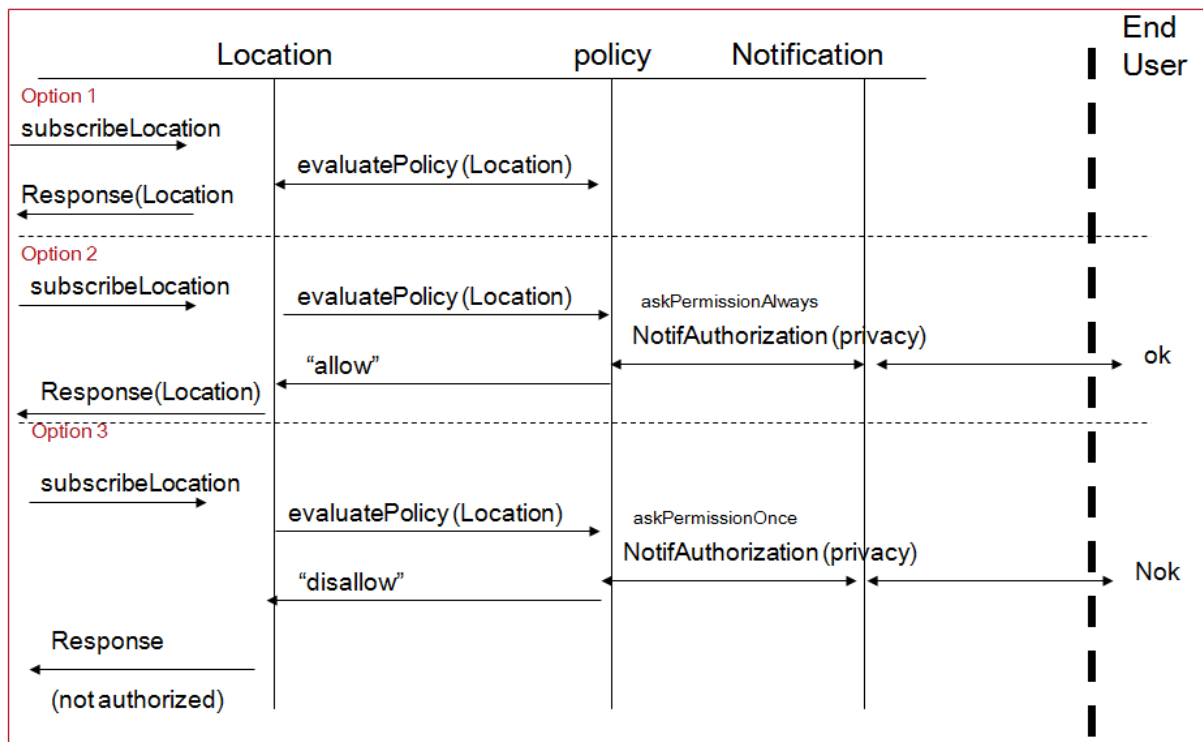 End
User
Location
policy
Notification
Option 1
subscribeLocation
evaluatePolicy (Location)
Response(Location
Option 2
subscribeLocation
evaluatePolicy (Location)
askPermissionAlways
NotifAuthorization (privacy)
ok
“allow”
Response(Location)
Option 3
subscribeLocation
evaluatePolicy (Location)
askPermissionOnce
NotifAuthorization (privacy)
Nok
“disallow”
Response
(not authorized)